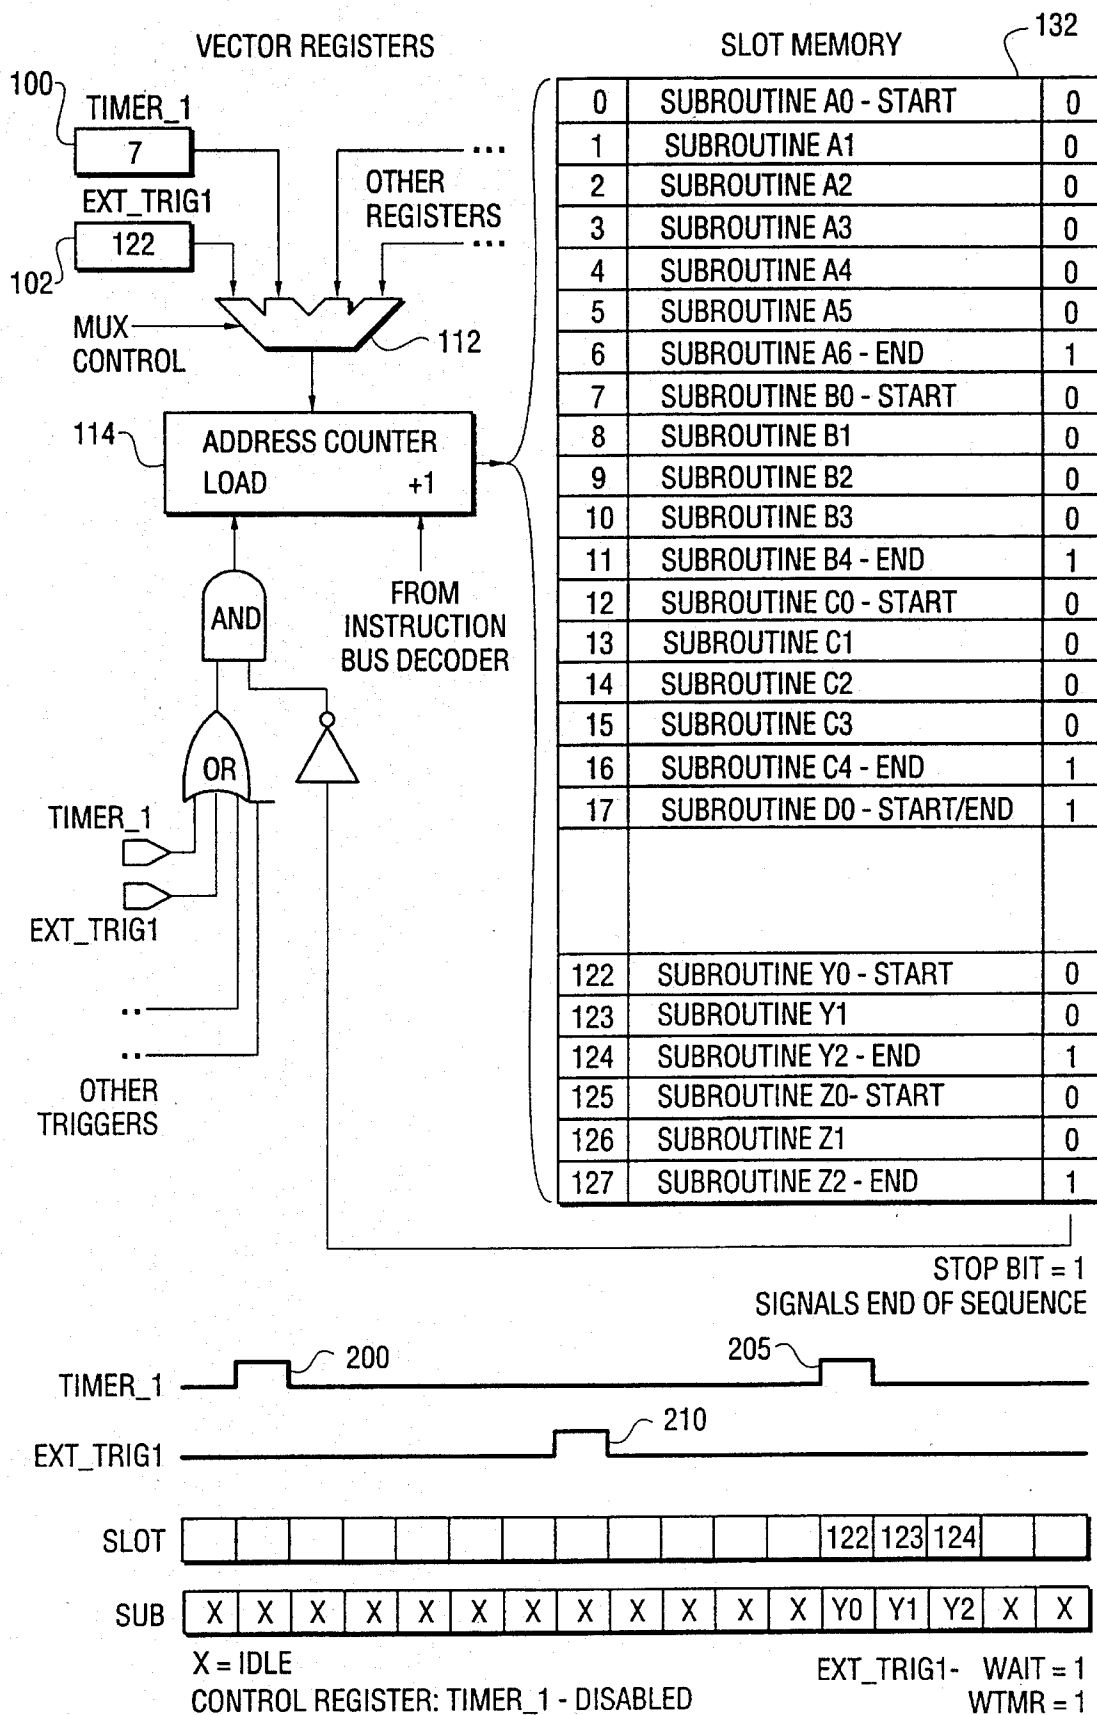 VECTOR REGISTERS
SLOT MEMORY
132
100
TIMER_1
7
EXT_TRIG1
122
102
OTHER
REGISTERS
MUX
CONTROL
112
114
ADDRESS COUNTER
LOAD +1
AND
FROM
INSTRUCTION
BUS DECODER
OR
TIMER_1
EXT_TRIG1
OTHER
TRIGGERS
0 SUBROUTINE A0 - START 0
1 SUBROUTINE A1 0
2 SUBROUTINE A2 0
3 SUBROUTINE A3 0
4 SUBROUTINE A4 0
5 SUBROUTINE A5 0
6 SUBROUTINE A6 - END 1
7 SUBROUTINE B0 - START 0
8 SUBROUTINE B1 0
9 SUBROUTINE B2 0
10 SUBROUTINE B3 0
11 SUBROUTINE B4 - END 1
12 SUBROUTINE C0 - START 0
13 SUBROUTINE C1 0
14 SUBROUTINE C2 0
15 SUBROUTINE C3 0
16 SUBROUTINE C4 - END 1
17 SUBROUTINE D0 - START/END 1
122 SUBROUTINE Y0 - START 0
123 SUBROUTINE Y1 0
124 SUBROUTINE Y2 - END 1
125 SUBROUTINE Z0- START 0
126 SUBROUTINE Z1 0
127 SUBROUTINE Z2 - END 1
STOP BIT = 1
SIGNALS END OF SEQUENCE
TIMER_1 200 205
EXT_TRIG1 210
SLOT 122 123 124
SUB X X X X X X X X X X X X Y0 Y1 Y2 X X
X = IDLE
CONTROL REGISTER: TIMER_1 - DISABLED
EXT_TRIG1- WAIT = 1
WTMR = 1